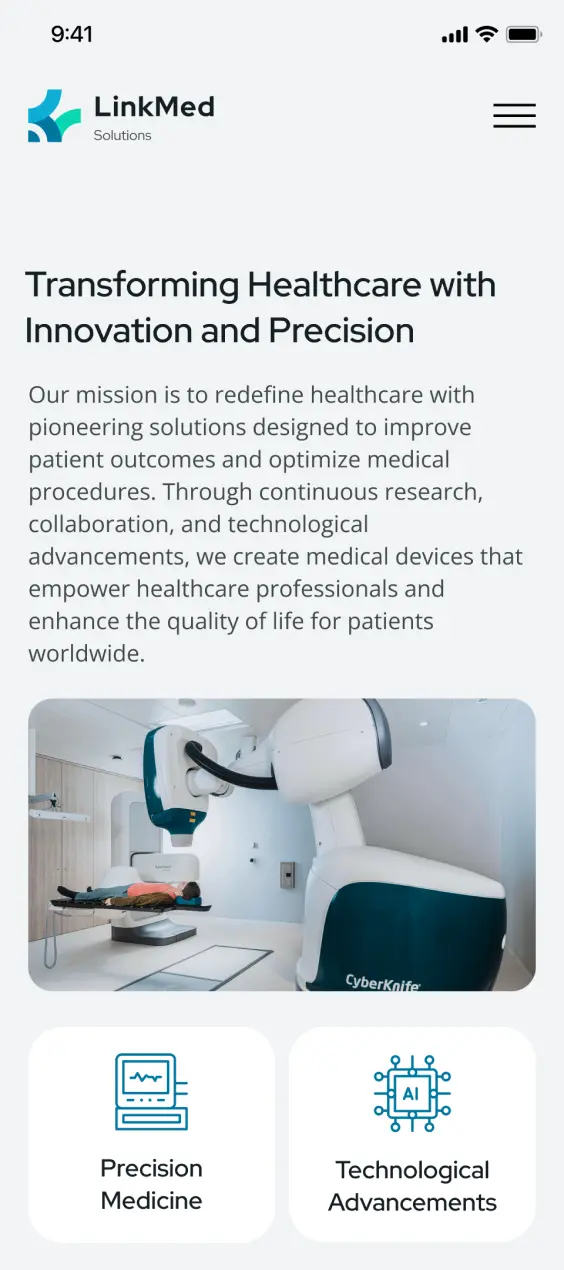 9:41
LinkMed
Solutions
Transforming Healthcare with
Innovation and Precision
Our mission is to redefine healthcare with
pioneering solutions designed to improve
patient outcomes and optimize medical
procedures. Through continuous research,
collaboration, and technological
advancements, we create medical devices that
empower healthcare professionals and
enhance the quality of life for patients
worldwide.
CyberKnife
AI
Precision
Medicine
Technological
Advancements